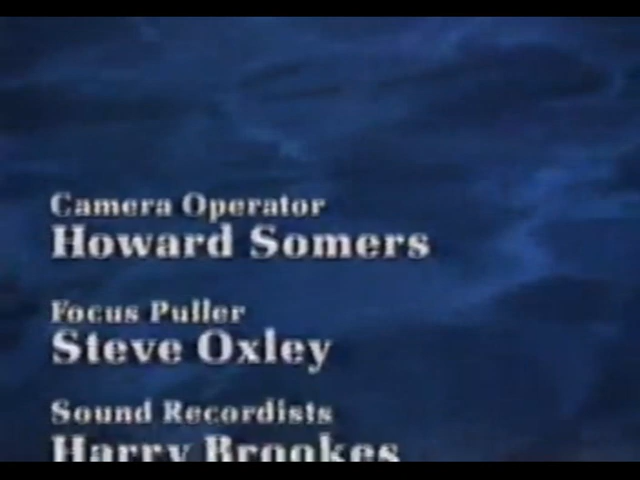 Camera Operator
Howard Somers
Focus Puller
Steve Oxley
Sound Recordists
Harry Brookes